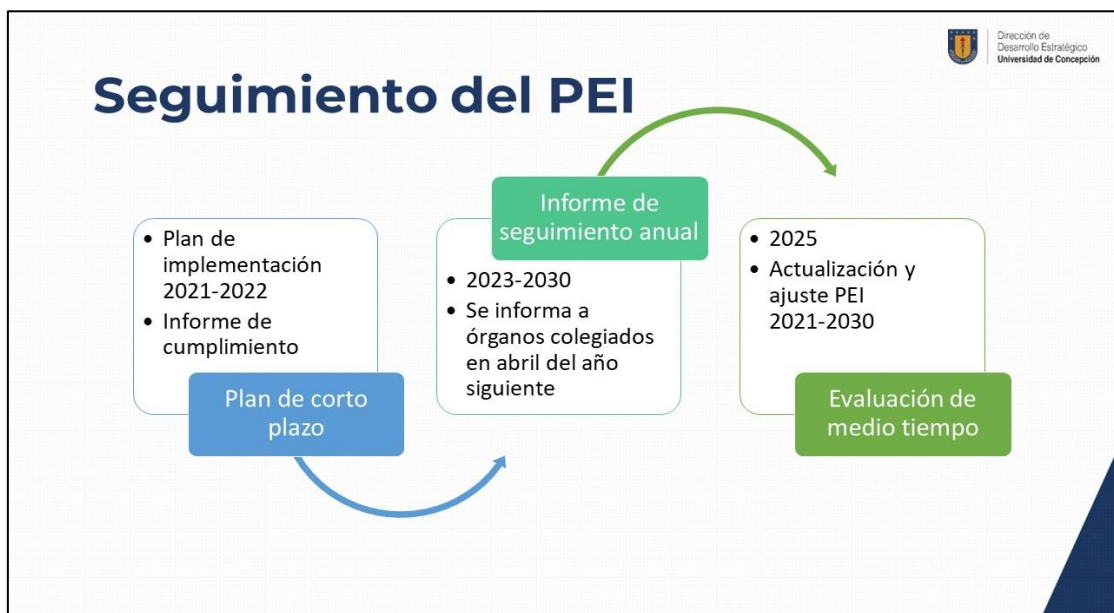 Dirección de
Desarrollo Estratégico
Universidad de Concepción
Seguimiento del PEI
• Plan de
implementación
2021-2022
• Informe de
cumplimiento
Plan de corto
plazo
Informe de
seguimiento anual
• 2023-2030
• Se informa a
órganos colegiados
en abril del año
siguiente
• 2025
• Actualización y
ajuste PEI
2021-2030
Evaluación de
medio tiempo